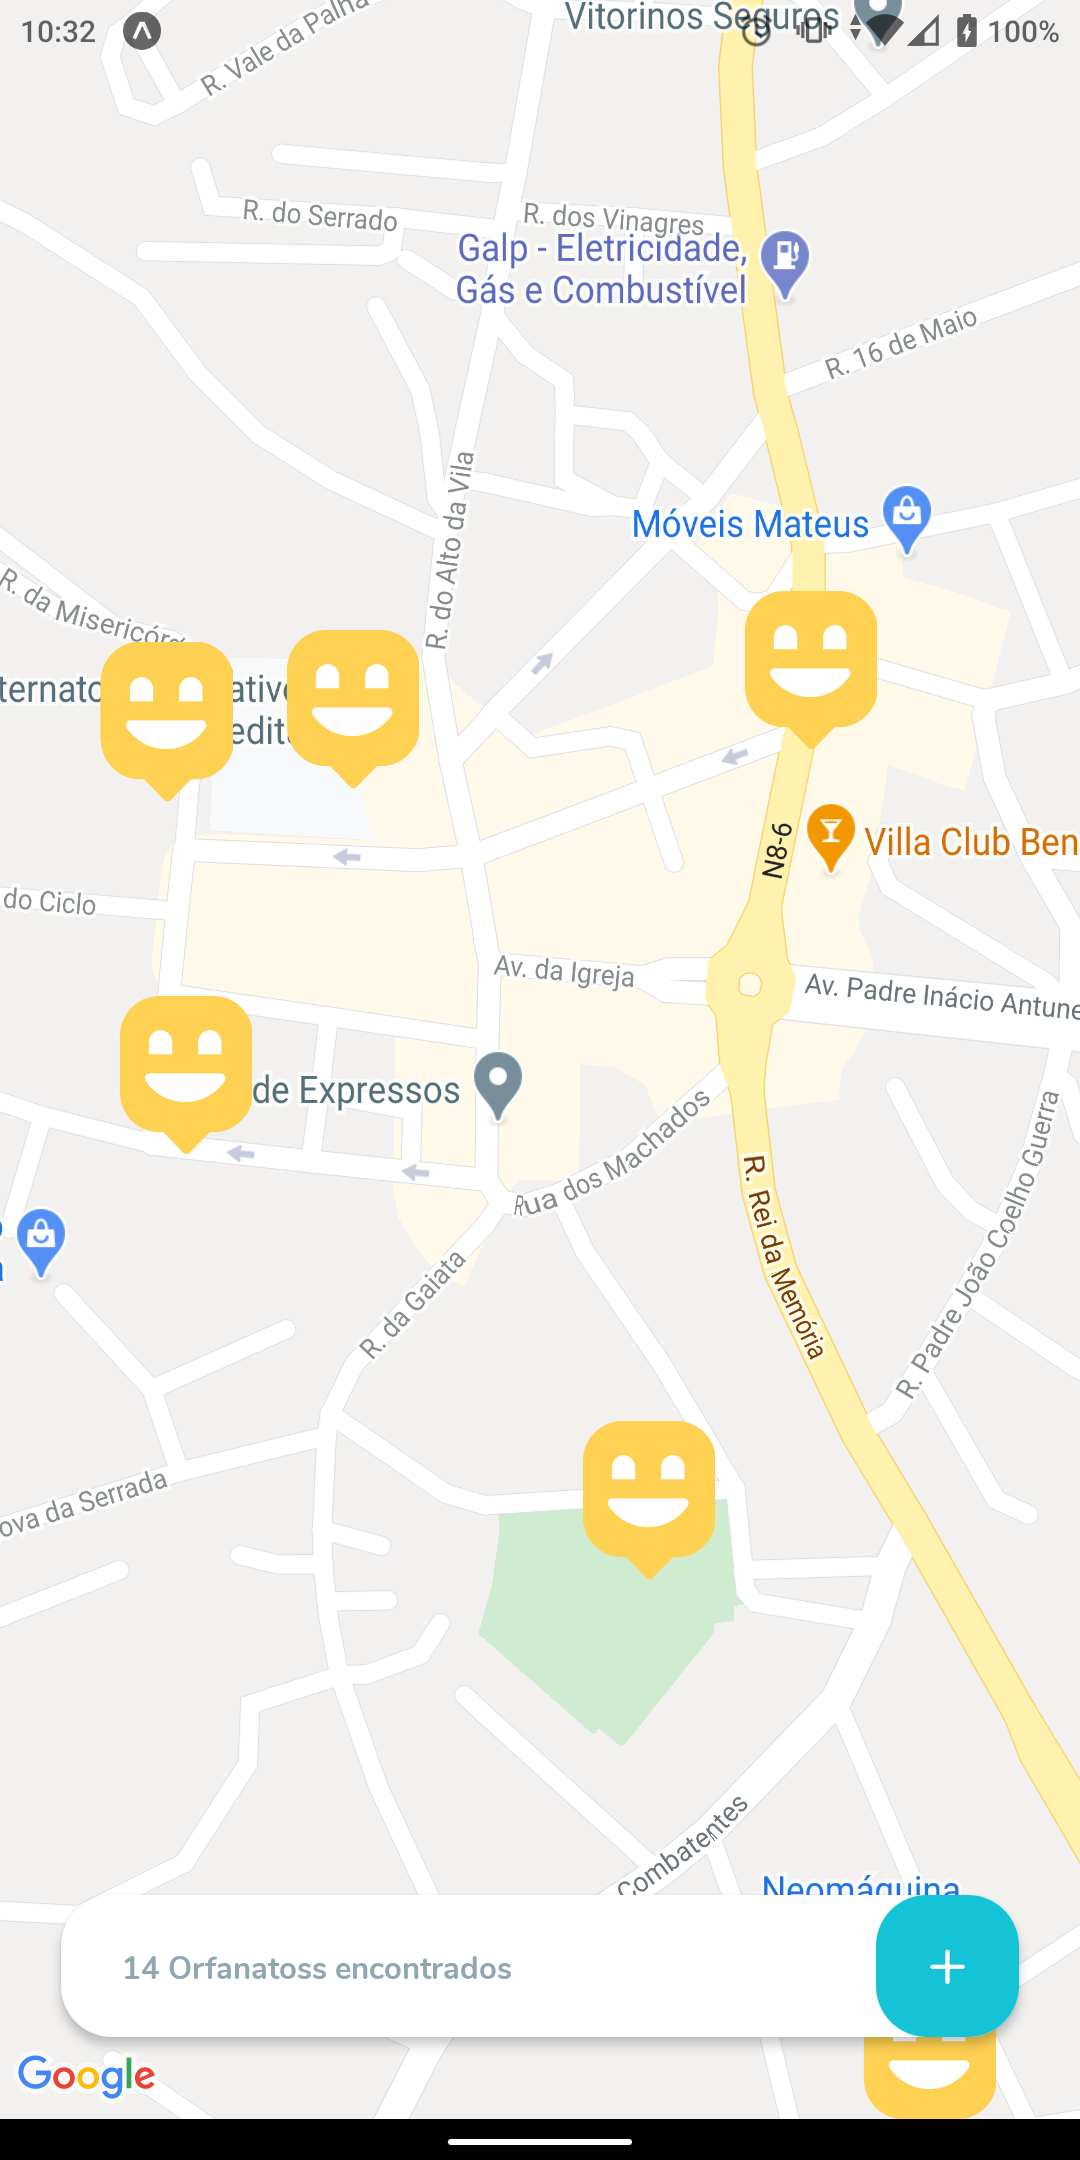 10:32
Vitorinos Seguros
100%
R. Vale da Palha
R. do Serrado
R. dos Vinagres
Galp - Eletricidade,
Gás e Combustível
R. 16 de Maio
R. do Alto da Vila
Móveis Mateus
R. da Misericór
ternato
ative
edit
N8-6
Villa Club Ben
do Ciclo
Av. da Igreja
Av. Padre Inácio Antune
de Expressos
Rua dos Machados
R. Rei da Memória
R. Padre João Coelho Guerra
R. da Gaiata
ova da Serrada
Combatentes
Neomáquina
14 Orfanatoss encontrados
Google